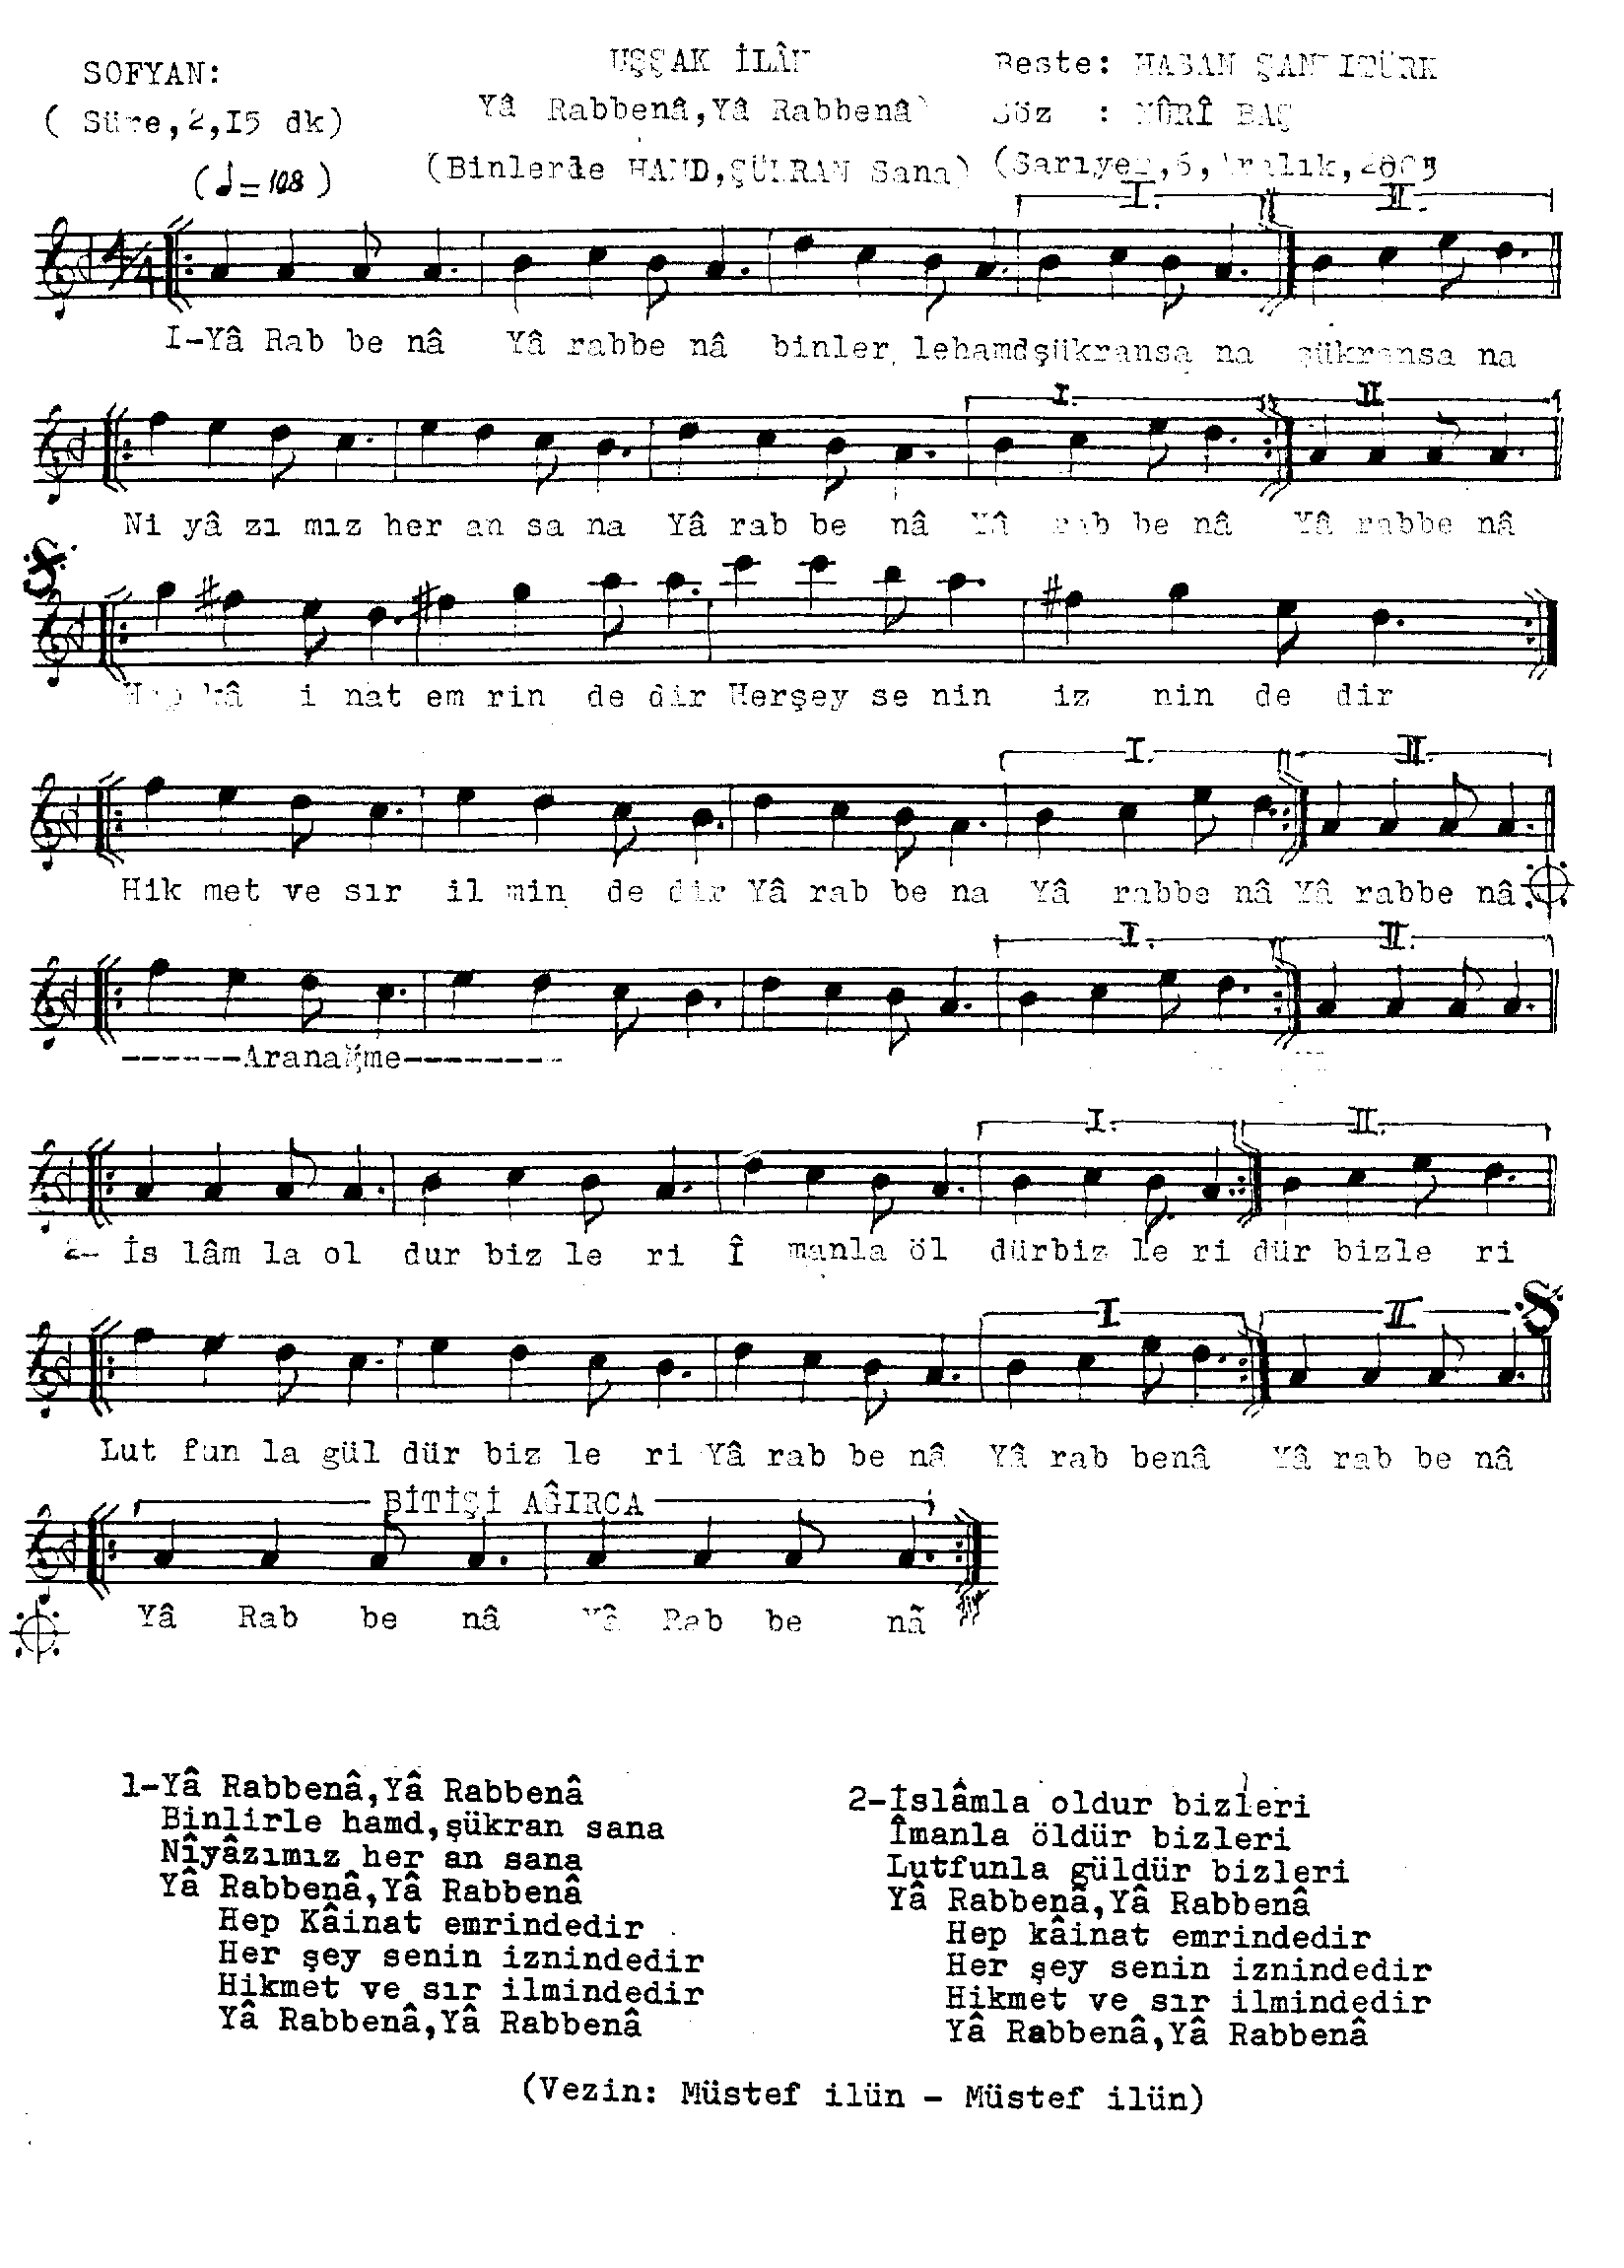 SOFYAN:
UŞŞAK İLÂHİ
Beste: HASAN ŞANLITÜRK
( Süre,2,I5 dk)
Yâ Rabbenâ,Yâ Rabbenâ)
Söz : NÛRÎ BAŞ
(Binlerde HAMD,ŞÜKRAN Sana)
(Sarıyer,6,Aralık,
(♩=108)
I. II.
4/4
I-Yâ Rab be nâ Yâ rabbe nâ binler lehamdşükransa na şükransa na
I. II
Ni yâ zı mız her an sa na Yâ rab be nâ Yâ rab be nâ Yâ rabbe nâ
Hep kâ i nat em rin de dir Herşey se nin iz nin de dir
I. II.
Hik met ve sır il min de dir Yâ rab be na Yâ rabbe nâ Yâ rabbe nâ
I. II.
------Aranağme--------
I. II.
2- İs lâm la ol dur biz le ri Î manla öl dürbiz le ri dür bizle ri
I II
Lut fun la gül dür biz le ri Yâ rab be nâ Yâ rab benâ Yâ rab be nâ
BİTİŞİ AĞIRCA
Yâ Rab be nâ Yâ Rab be nã
1-Yâ Rabbenâ,Yâ Rabbenâ
Binlirle hamd,şükran sana
Nîyâzımız her an sana
Yâ Rabbenâ,Yâ Rabbenâ
Hep Kâinat emrindedir
Her şey senin iznindedir
Hikmet ve sır ilmindedir
Yâ Rabbenâ,Yâ Rabbenâ
2-İslâmla oldur bizleri
Îmanla öldür bizleri
Lutfunla güldür bizleri
Yâ Rabbenâ,Yâ Rabbenâ
Hep kâinat emrindedir
Her şey senin iznindedir
Hikmet ve sır ilmindedir
Yâ Rabbenâ,Yâ Rabbenâ
(Vezin: Müstef ilün - Müstef ilün)